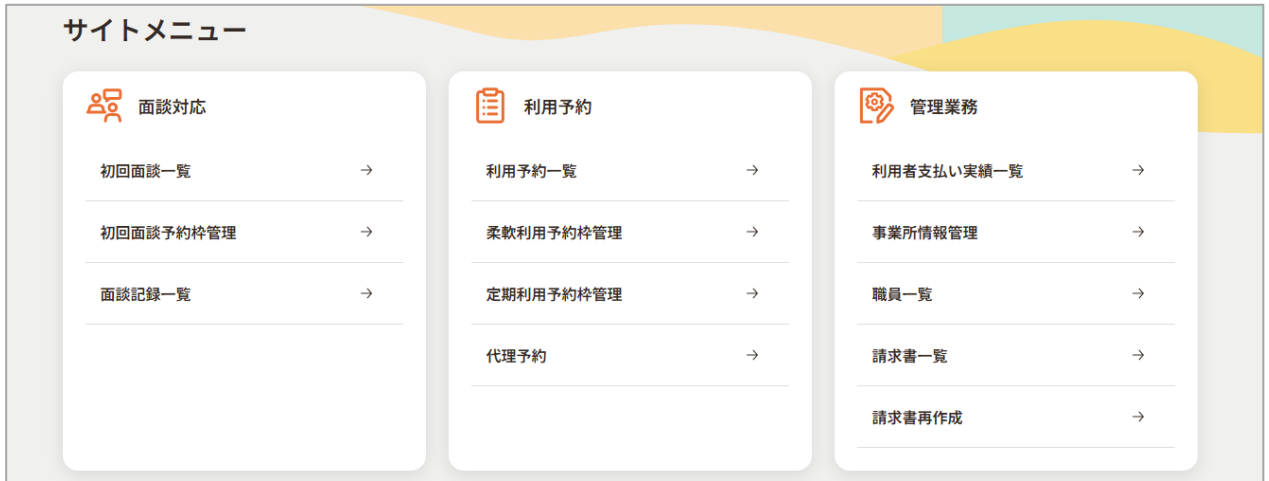 サイトメニュー
面談対応
初回面談一覧
初回面談予約枠管理
面談記録一覧
利用予約
利用予約一覧
柔軟利用予約枠管理
定期利用予約枠管理
代理予約
管理業務
利用者支払い実績一覧
事業所情報管理
職員一覧
請求書一覧
請求書再作成